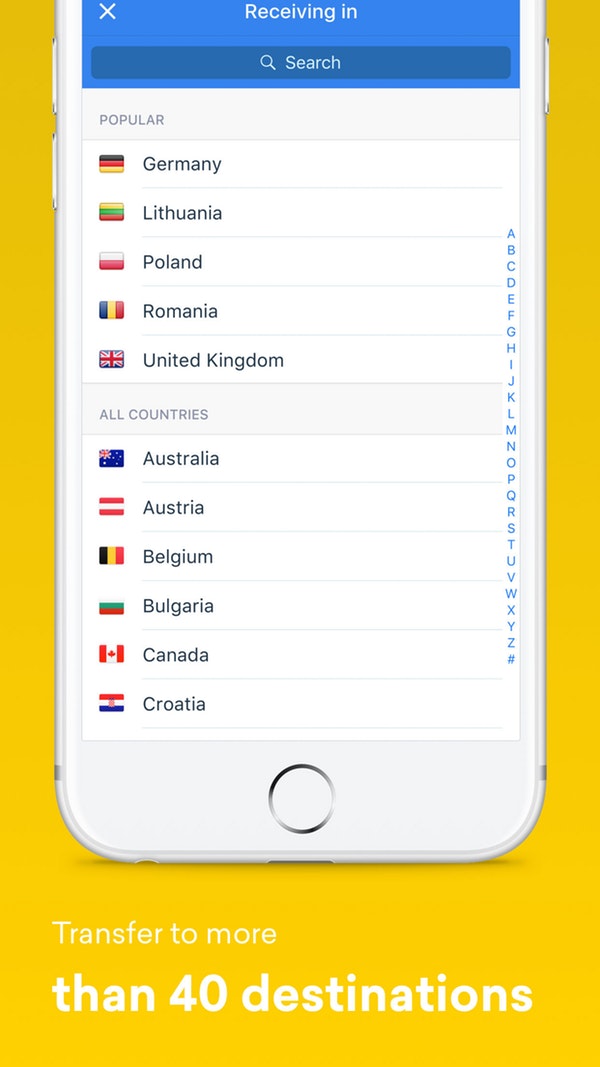 Receiving in
Search
POPULAR
Germany
Lithuania
Poland
Romania
United Kingdom
ALL COUNTRIES
Australia
Austria
Belgium
Bulgaria
Canada
Croatia
A
B
C
D
E
F
G
H
I
J
K
L
M
N
O
P
Q
R
S
T
U
V
W
X
Y
Z
#
Transfer to more
than 40 destinations